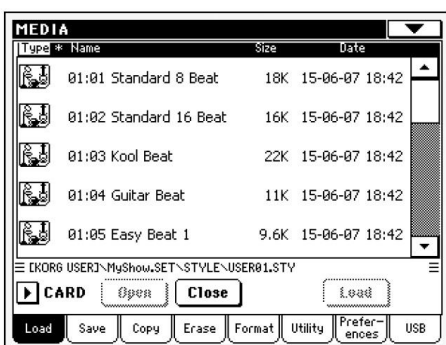 MEDIA
Type * Name Size Date
01:01 Standard 8 Beat 18K 15-06-07 18:42
01:02 Standard 16 Beat 16K 15-06-07 18:42
01:03 Kool Beat 22K 15-06-07 18:42
01:04 Guitar Beat 11K 15-06-07 18:42
01:05 Easy Beat 1 9.6K 15-06-07 18:42
[KORG USER]\MyShow.SET\STYLE\USER01.STY
CARD Open Close Load
Load Save Copy Erase Format Utility Prefer-
ences USB